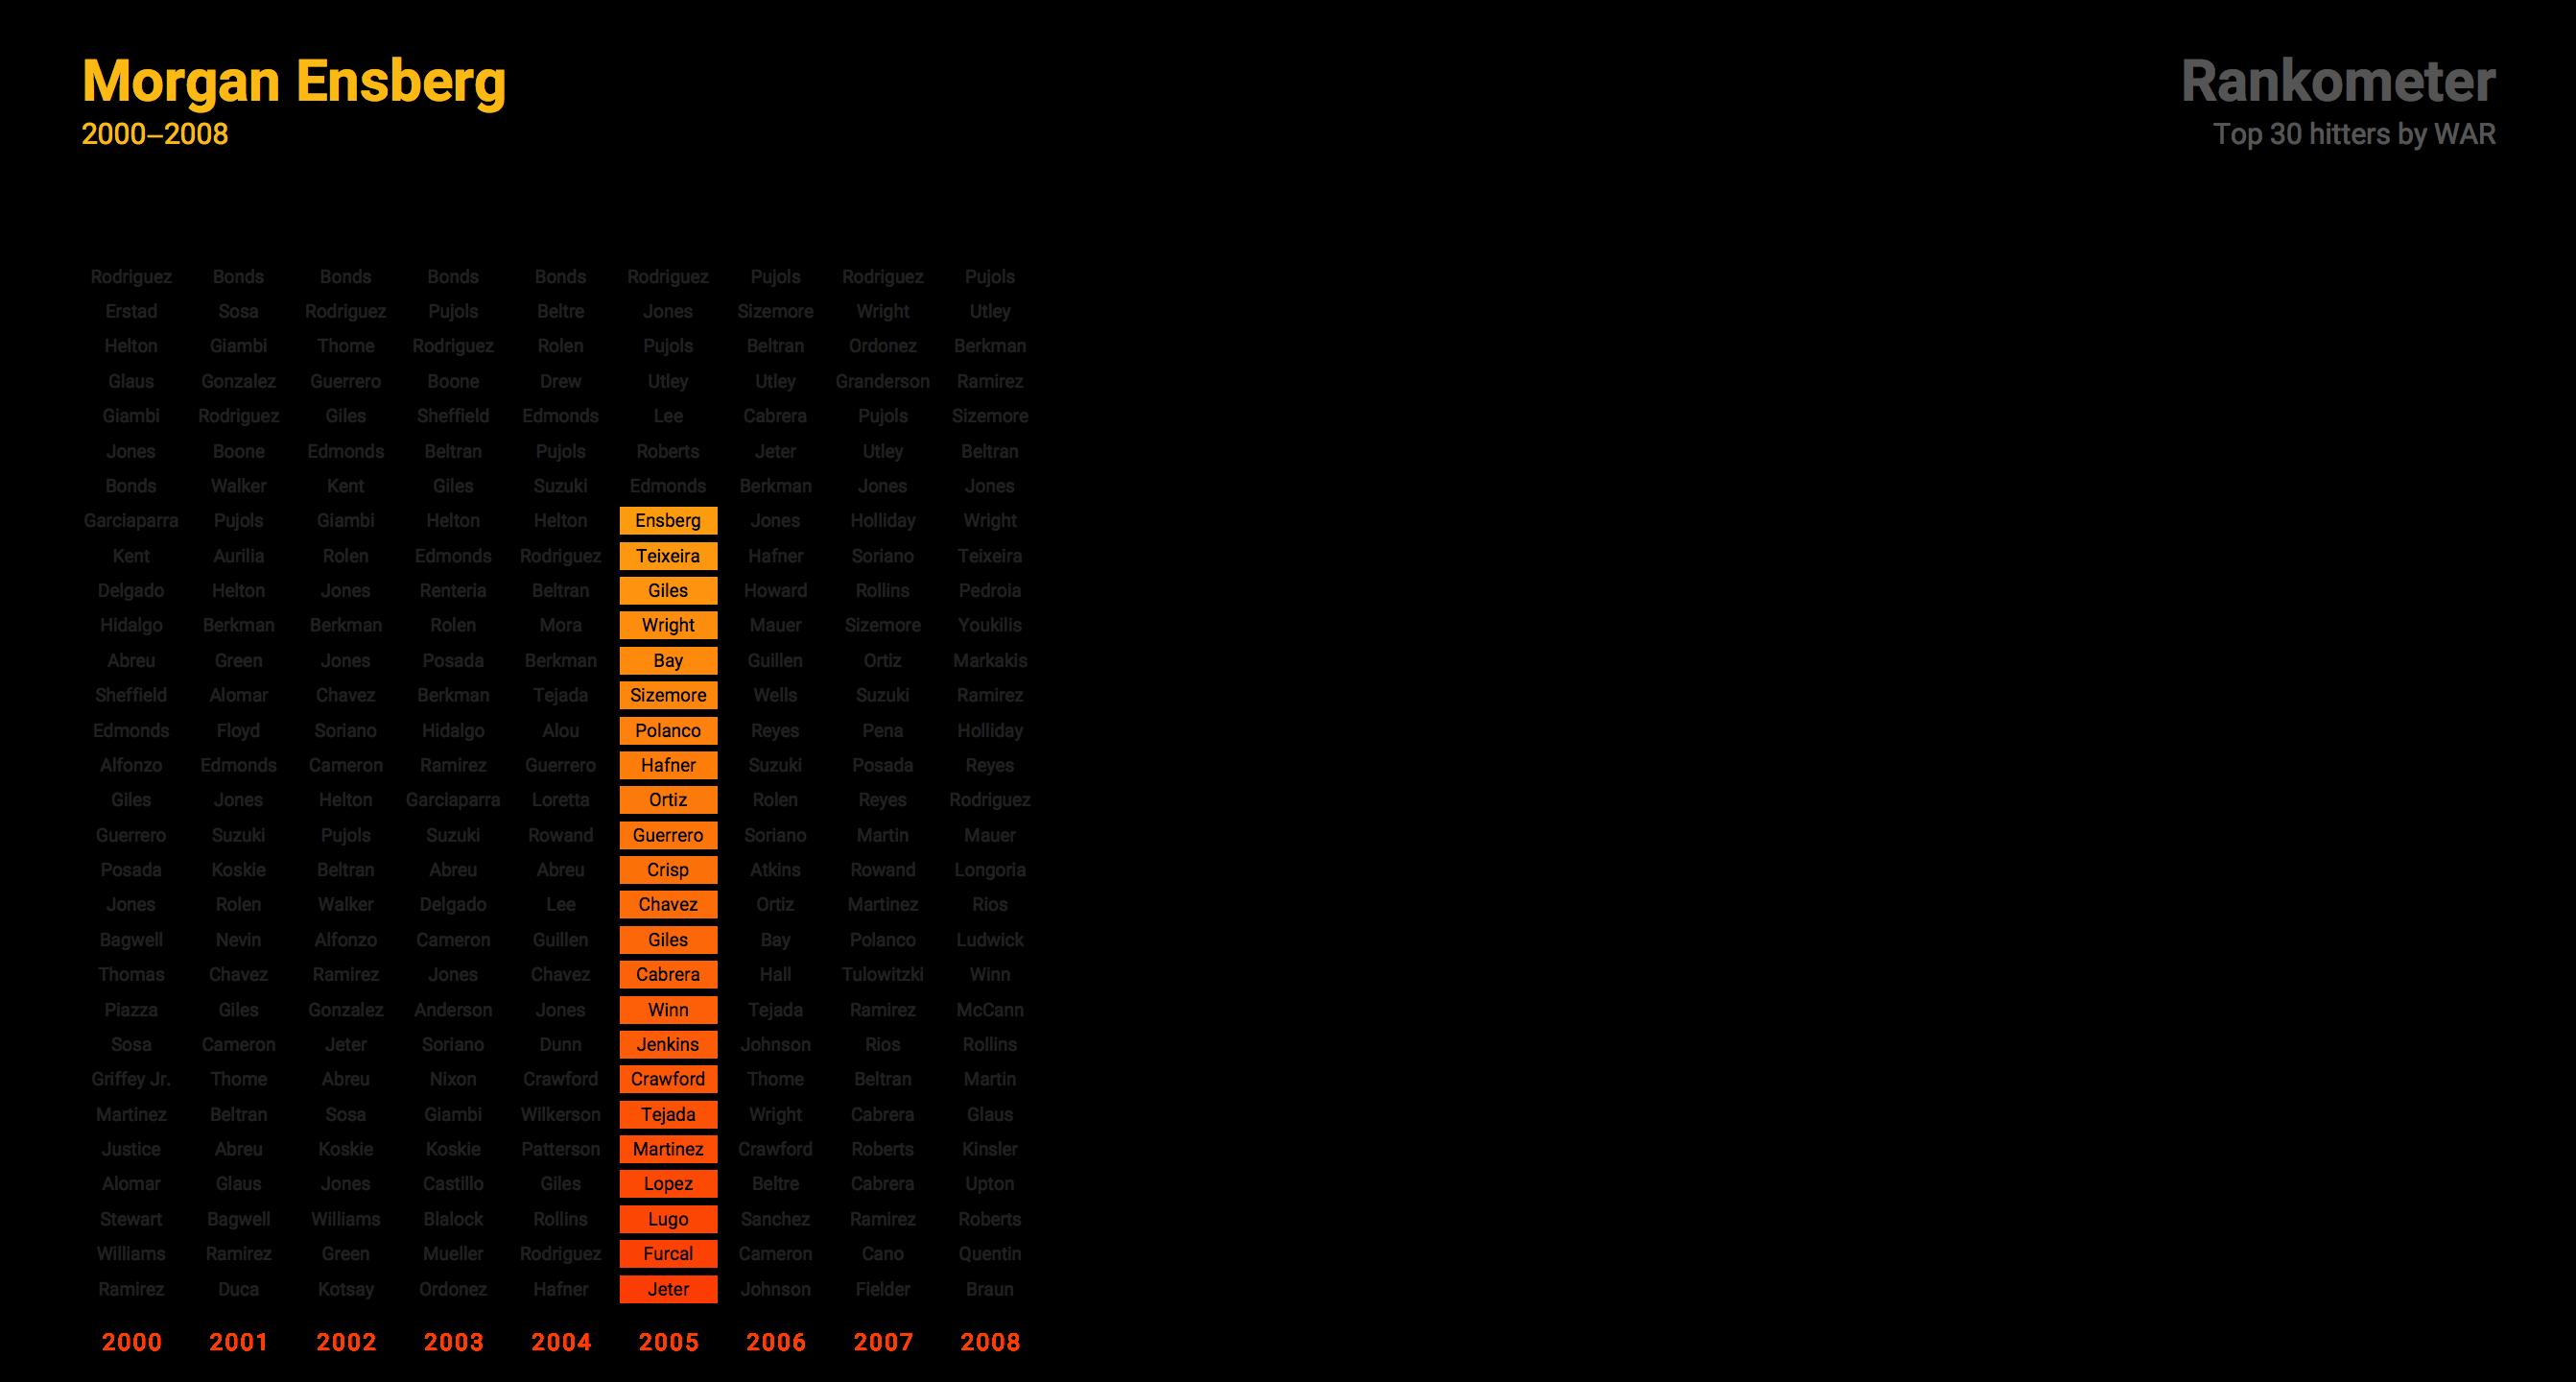 Morgan Ensberg
2000–2008
Rankometer
Top 30 hitters by WAR
Rodriguez Bonds Bonds Bonds Bonds Rodriguez Pujols Rodriguez Pujols
Erstad Sosa Rodriguez Pujols Beltre Jones Sizemore Wright Utley
Helton Giambi Thome Rodriguez Rolen Pujols Beltran Ordonez Berkman
Glaus Gonzalez Guerrero Boone Drew Utley Utley Granderson Ramirez
Giambi Rodriguez Giles Sheffield Edmonds Lee Cabrera Pujols Sizemore
Jones Boone Edmonds Beltran Pujols Roberts Jeter Utley Beltran
Bonds Walker Kent Giles Suzuki Edmonds Berkman Jones Jones
Garciaparra Pujols Giambi Helton Helton Ensberg Jones Holliday Wright
Kent Aurilia Rolen Edmonds Rodriguez Teixeira Hafner Soriano Teixeira
Delgado Helton Jones Renteria Beltran Giles Howard Rollins Pedroia
Hidalgo Berkman Berkman Rolen Mora Wright Mauer Sizemore Youkilis
Abreu Green Jones Posada Berkman Bay Guillen Ortiz Markakis
Sheffield Alomar Chavez Berkman Tejada Sizemore Wells Suzuki Ramirez
Edmonds Floyd Soriano Hidalgo Alou Polanco Reyes Pena Holliday
Alfonzo Edmonds Cameron Ramirez Guerrero Hafner Suzuki Posada Reyes
Giles Jones Helton Garciaparra Loretta Ortiz Rolen Reyes Rodriguez
Guerrero Suzuki Pujols Suzuki Rowand Guerrero Soriano Martin Mauer
Posada Koskie Beltran Abreu Abreu Crisp Atkins Rowand Longoria
Jones Rolen Walker Delgado Lee Chavez Ortiz Martinez Rios
Bagwell Nevin Alfonzo Cameron Guillen Giles Bay Polanco Ludwick
Thomas Chavez Ramirez Jones Chavez Cabrera Hall Tulowitzki Winn
Piazza Giles Gonzalez Anderson Jones Winn Tejada Ramirez McCann
Sosa Cameron Jeter Soriano Dunn Jenkins Johnson Rios Rollins
Griffey Jr. Thome Abreu Nixon Crawford Crawford Thome Beltran Martin
Martinez Beltran Sosa Giambi Wilkerson Tejada Wright Cabrera Glaus
Justice Abreu Koskie Koskie Patterson Martinez Crawford Roberts Kinsler
Alomar Glaus Jones Castillo Giles Lopez Beltre Cabrera Upton
Stewart Bagwell Williams Blalock Rollins Lugo Sanchez Ramirez Roberts
Williams Ramirez Green Mueller Rodriguez Furcal Cameron Cano Quentin
Ramirez Duca Kotsay Ordonez Hafner Jeter Johnson Fielder Braun
2000 2001 2002 2003 2004 2005 2006 2007 2008